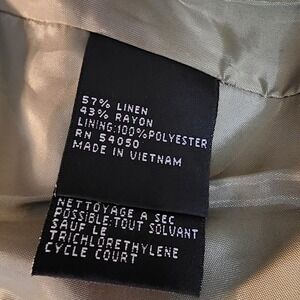 57% LINEN
43% RAYON
LINING:100%POLYESTER
RN 54050
MADE IN VIETNAM
NETTOYAGE A SEC
POSSIBLE:TOUT SOLVANT
SAUF LE
TRICHLORETHYLENE
CYCLE COURT